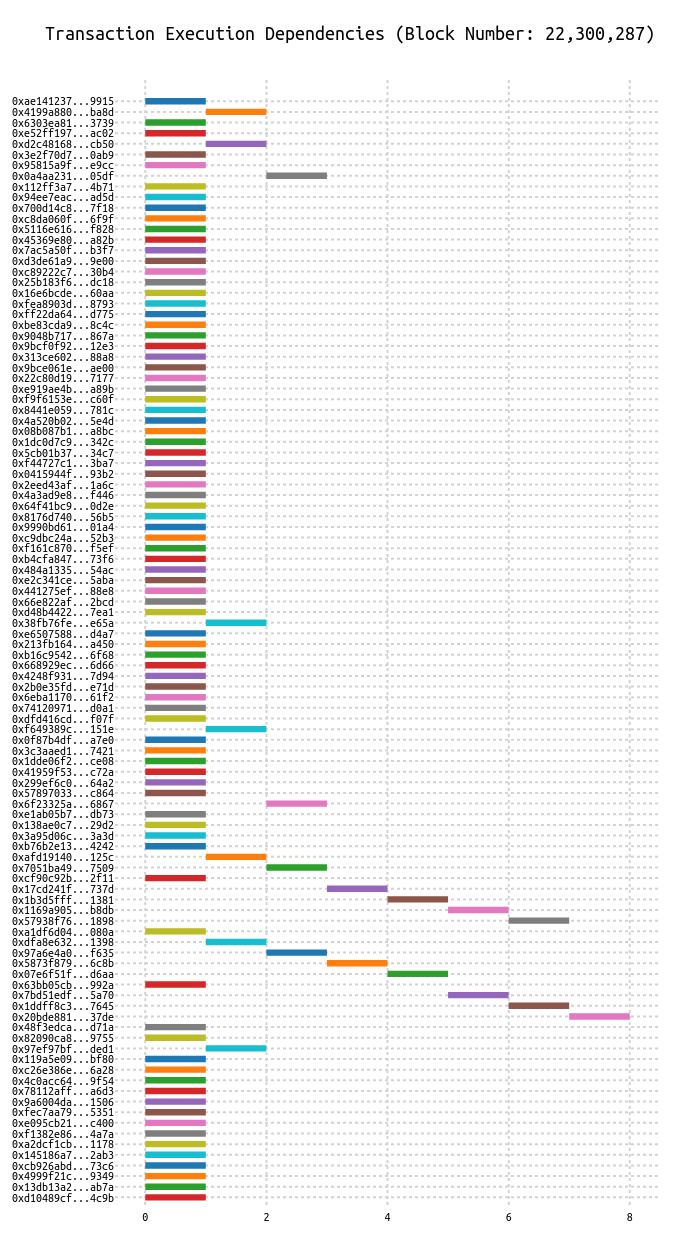 Transaction Execution Dependencies (Block Number: 22,300,287)
0xae141237...9915
0x4199a880...ba8d
0x6303ea81...3739
0xe52ff197...ac02
0xd2c48168...cb50
0x3e2f70d7...0ab9
0x95815a9f...e9cc
0x0a4aa231...05df
0x112ff3a7...4b71
0x94ee7eac...ad5d
0x700d14c8...7f18
0xc8da060f...6f9f
0x5116e616...f828
0x45369e80...a82b
0x7ac5a50f...b3f7
0xd3de61a9...9e00
0xc89222c7...30b4
0x25b183f6...dc18
0x16e6bcde...60aa
0xfea8903d...8793
0xff22da64...d775
0xbe83cda9...8c4c
0x9048b717...867a
0x9bcf0f92...12e3
0x313ce602...88a8
0x9bce061e...ae00
0x22c80d19...7177
0xe919ae4b...a89b
0xf9f6153e...c60f
0x8441e059...781c
0x4a520b02...5e4d
0x08b087b1...a8bc
0x1dc0d7c9...342c
0x5cb01b37...34c7
0xf44727c1...3ba7
0x0415944f...93b2
0x2eed43af...1a6c
0x4a3ad9e8...f446
0x64f41bc9...0d2e
0x8176d740...56b5
0x9990bd61...01a4
0xc9dbc24a...52b3
0xf161c870...f5ef
0xb4cfa847...73f6
0x484a1335...54ac
0xe2c341ce...5aba
0x441275ef...88e8
0x66e822af...2bcd
0xd48b4422...7ea1
0x38fb76fe...e65a
0xe6507588...d4a7
0x213fb164...a450
0xb16c9542...6f68
0x668929ec...6d66
0x4248f931...7d94
0x2b0e35fd...e71d
0x6eba1170...61f2
0x74120971...d0a1
0xdfd416cd...f07f
0xf649389c...151e
0x0f87b4df...a7e0
0x3c3aaed1...7421
0x1dde06f2...ce08
0x41959f53...c72a
0x299ef6c0...64a2
0x57897033...c864
0x6f23325a...6867
0xe1ab05b7...db73
0x138ae0c7...29d2
0x3a95d06c...3a3d
0xb76b2e13...4242
0xafd19140...125c
0x7051ba49...7509
0xcf90c92b...2f11
0x17cd241f...737d
0x1b3d5fff...1381
0x1169a905...b8db
0x57938f76...1898
0xa1df6d04...080a
0xdfa8e632...1398
0x97a6e4a0...f635
0x5873f879...6c8b
0x07e6f51f...d6aa
0x63bb05cb...992a
0x7bd51edf...5a70
0x1ddff8c3...7645
0x20bde881...37de
0x48f3edca...d71a
0x82090ca8...9755
0x97ef97bf...ded1
0x119a5e09...bf80
0xc26e386e...6a28
0x4c0acc64...9f54
0x78112aff...a6d3
0x9a6004da...1506
0xfec7aa79...5351
0xe095cb21...c400
0xf1382e86...4a7a
0xa2dcf1cb...1178
0x145186a7...2ab3
0xcb926abd...73c6
0x4999f21c...9349
0x13db13a2...ab7a
0xd10489cf...4c9b
0 2 4 6 8